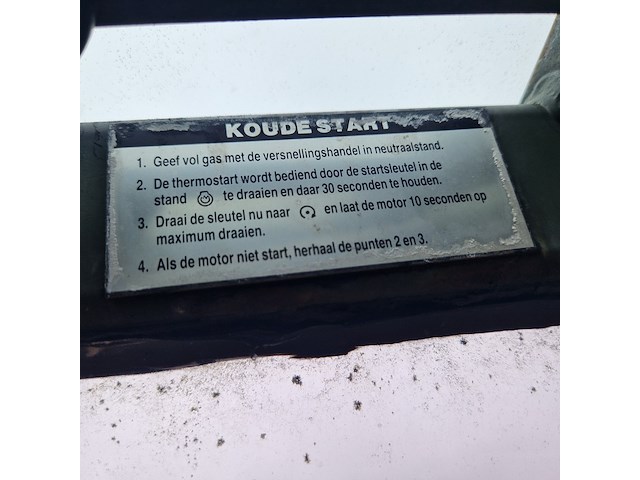 KOUDE START
1. Geef vol gas met de versnellingshandel in neutraalstand.
2. De thermostart wordt bediend door de startsleutel in de
stand te draaien en daar 30 seconden te houden.
3. Draai de sleutel nu naar en laat de motor 10 seconden op
maximum draaien.
4. Als de motor niet start, herhaal de punten 2 en 3.